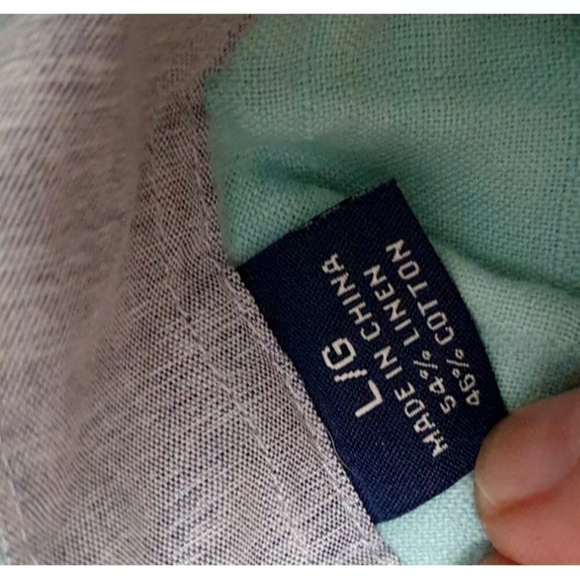 L/G
MADE IN CHINA
54% LINEN
46% COTTON